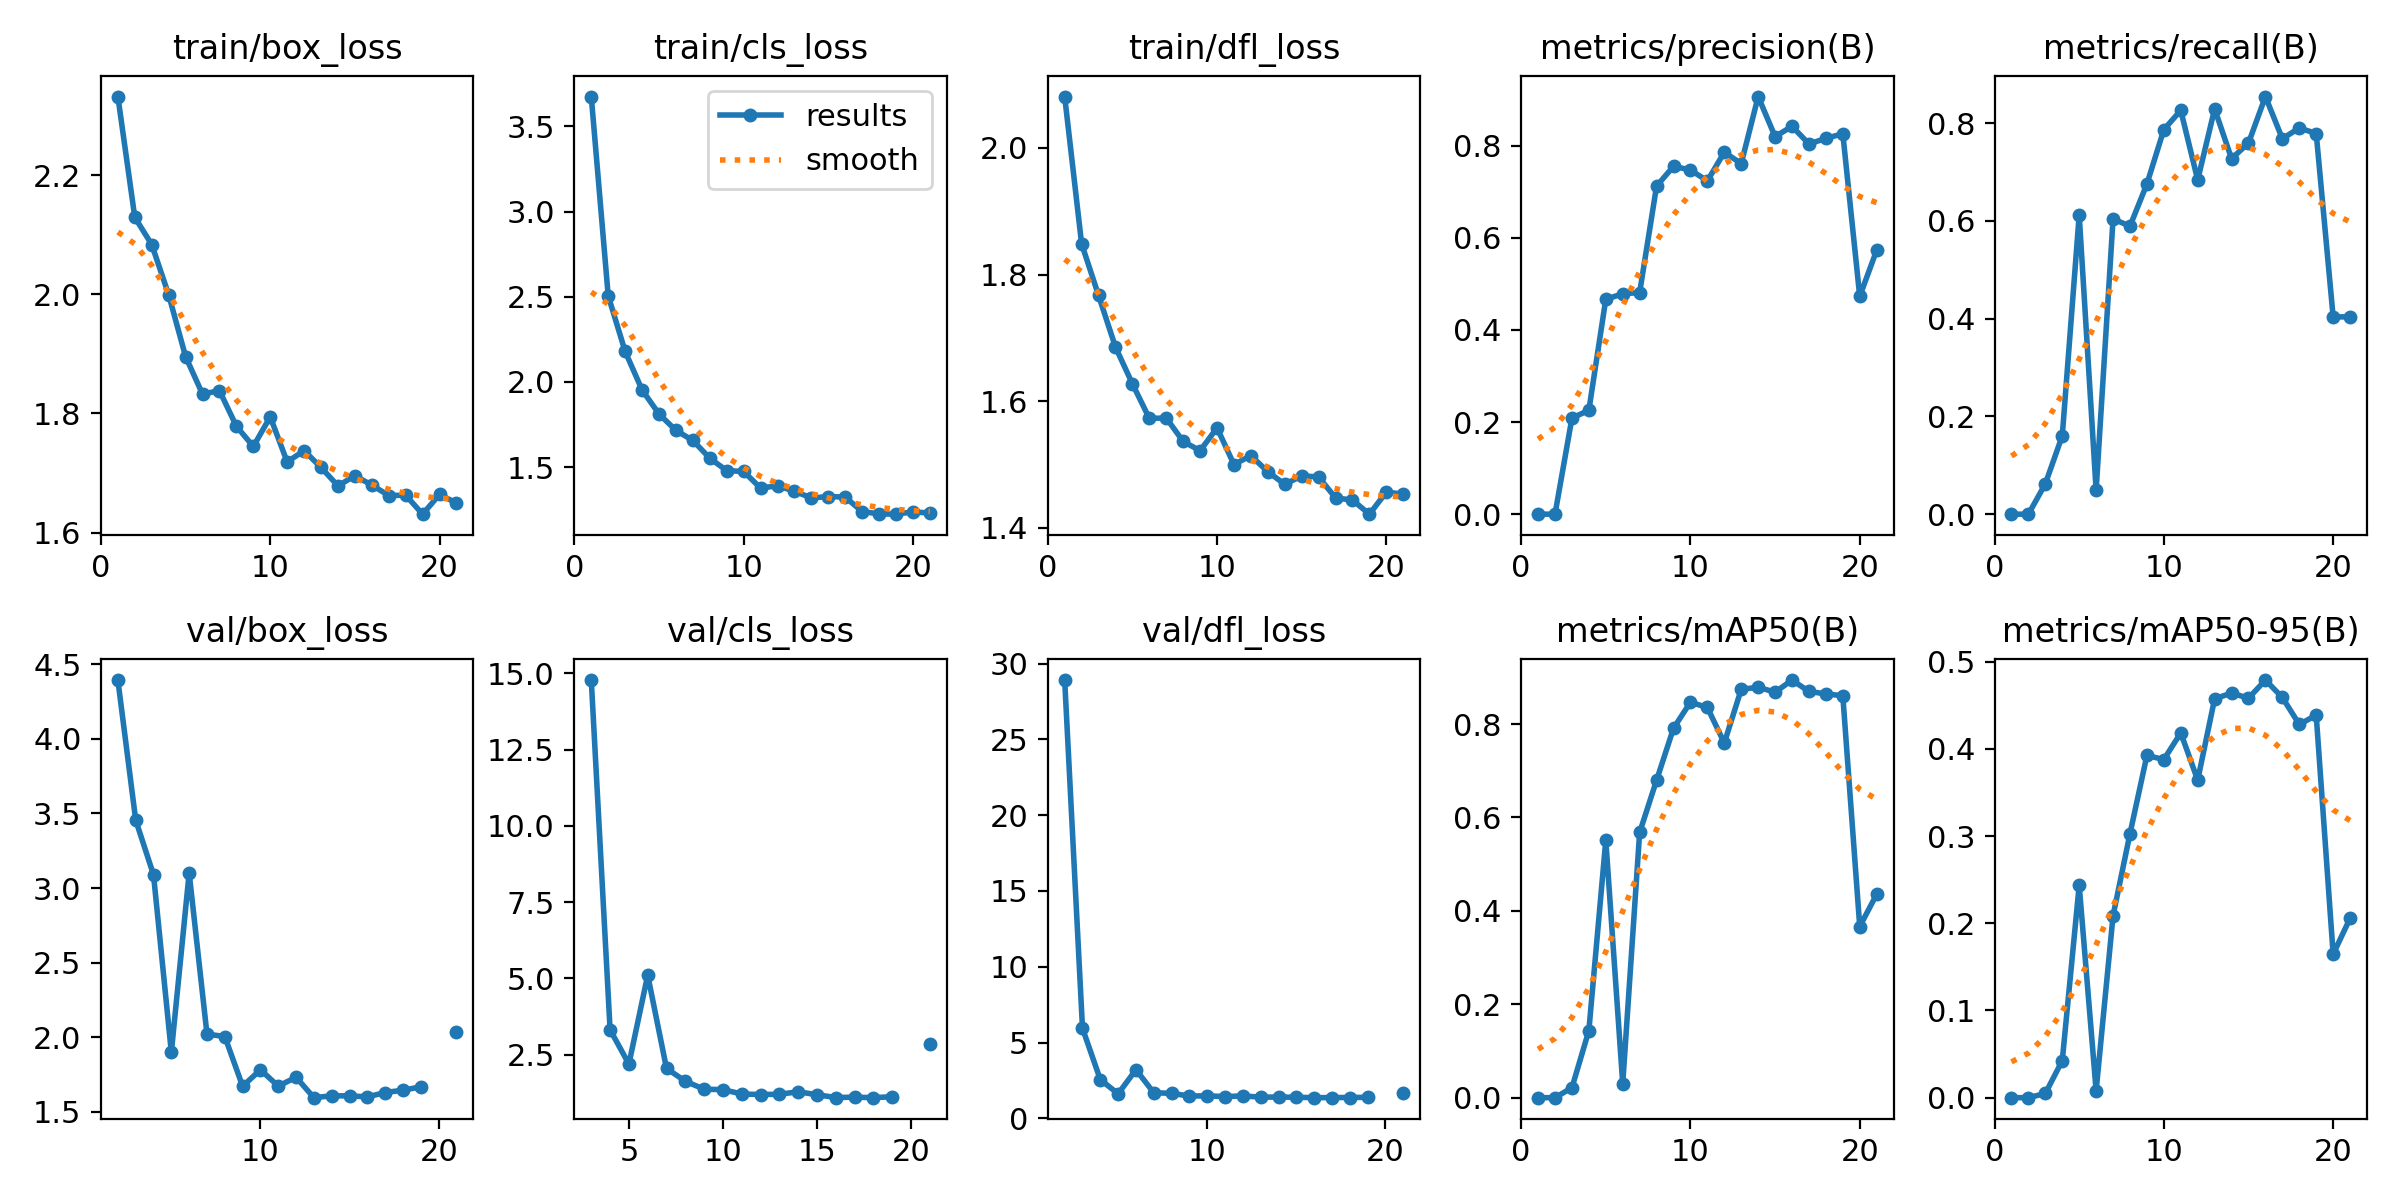 train/box_loss
train/cls_loss
train/dfl_loss
metrics/precision(B)
metrics/recall(B)
2.2
2.0
1.8
1.6
0 10 20
results
smooth
3.5
3.0
2.5
2.0
1.5
0 10 20
2.0
1.8
1.6
1.4
0 10 20
0.8
0.6
0.4
0.2
0.0
0 10 20
0.8
0.6
0.4
0.2
0.0
0 10 20
val/box_loss
val/cls_loss
val/dfl_loss
metrics/mAP50(B)
metrics/mAP50-95(B)
4.5
4.0
3.5
3.0
2.5
2.0
1.5
10 20
15.0
12.5
10.0
7.5
5.0
2.5
5 10 15 20
30
25
20
15
10
5
0
10 20
0.8
0.6
0.4
0.2
0.0
0 10 20
0.5
0.4
0.3
0.2
0.1
0.0
0 10 20